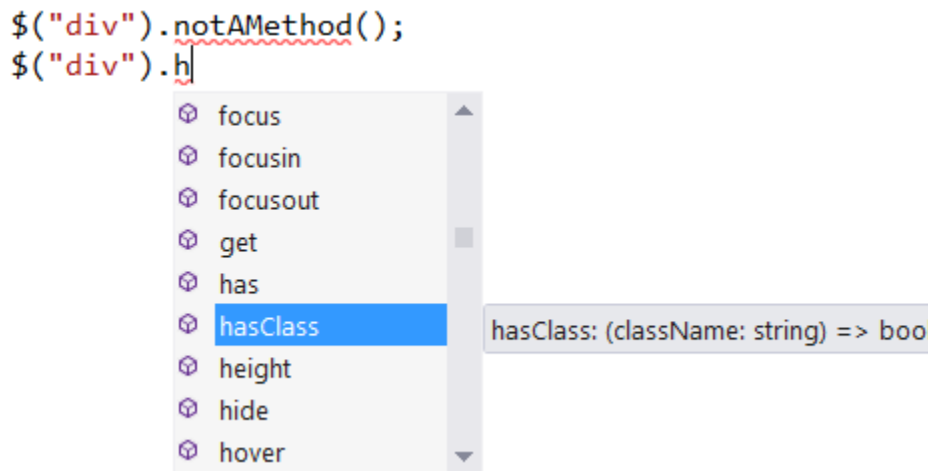 $("div").notAMethod();
$("div").h
focus
focusin
focusout
get
has
hasClass
hasClass: (className: string) => boo
height
hide
hover